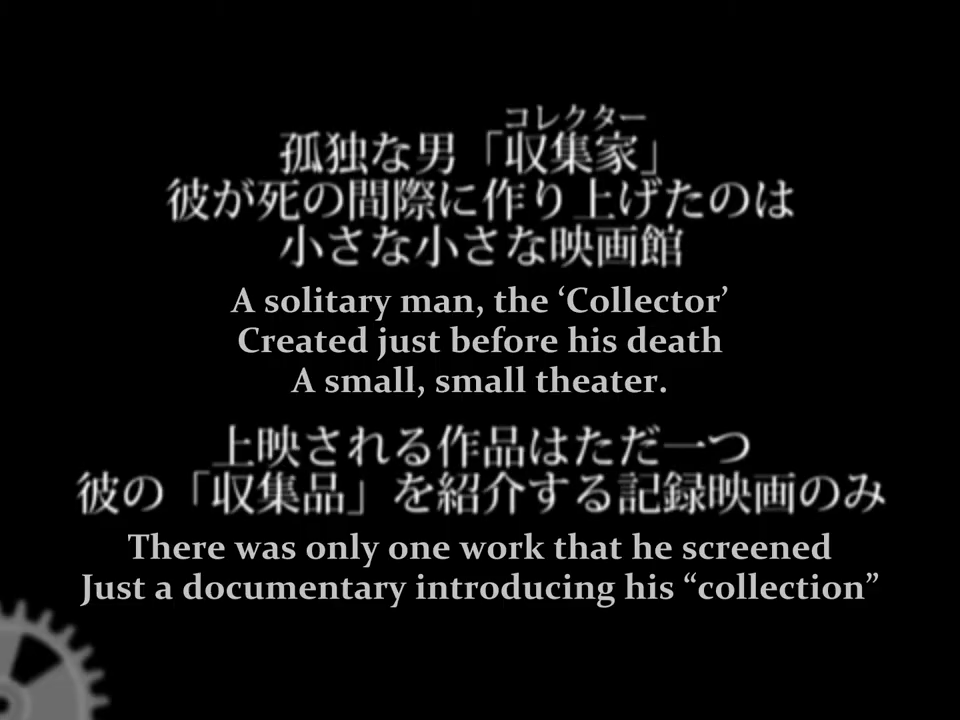 コレクター
孤独な男「収集家」
彼が死の間際に作り上げたのは
小さな小さな映画館
A solitary man, the ‘Collector’
Created just before his death
A small, small theater.
上映される作品はただ一つ
彼の「収集品」を紹介する記録映画のみ
There was only one work that he screened
Just a documentary introducing his “collection”